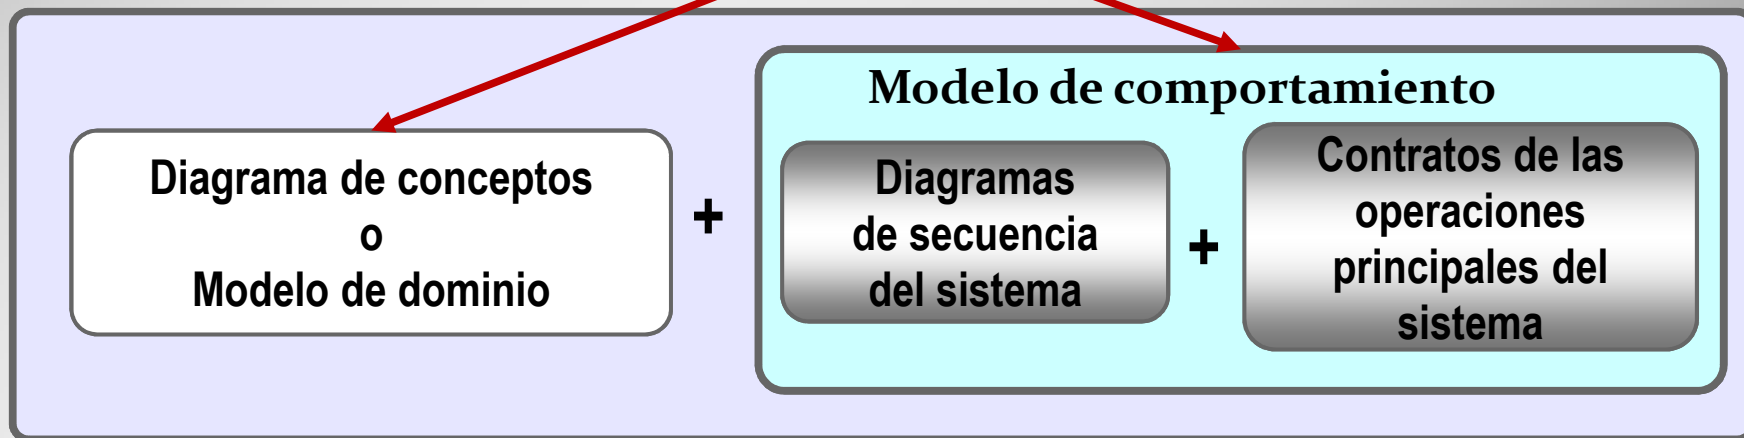 Modelo de comportamiento
Diagrama de conceptos
o
Modelo de dominio
+
Diagramas
de secuencia
del sistema
+
Contratos de las
operaciones
principales del
sistema